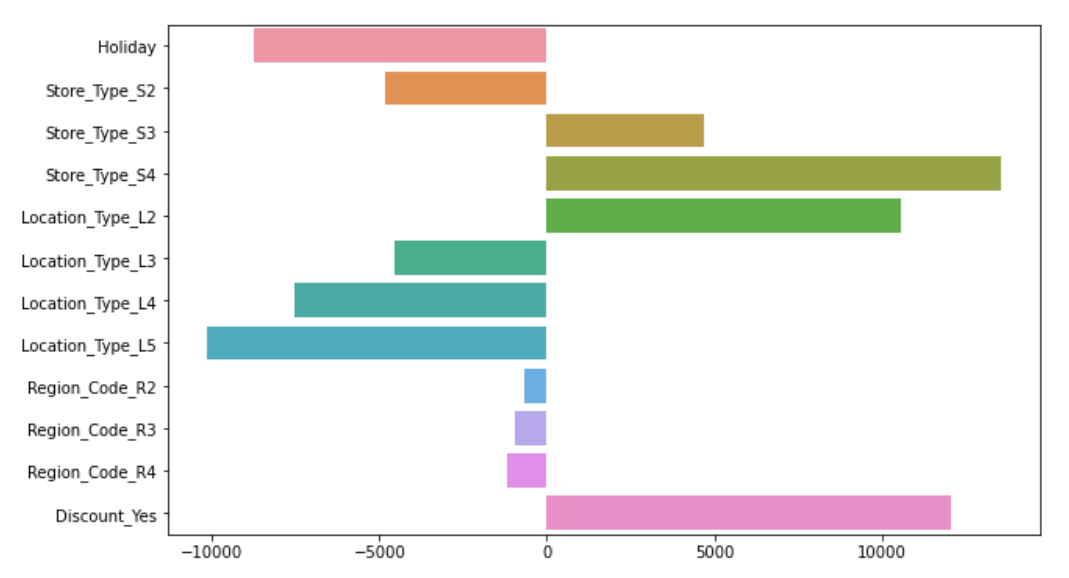 Holiday
Store_Type_S2
Store_Type_S3
Store_Type_S4
Location_Type_L2
Location_Type_L3
Location_Type_L4
Location_Type_L5
Region_Code_R2
Region_Code_R3
Region_Code_R4
Discount_Yes
−10000 −5000 0 5000 10000